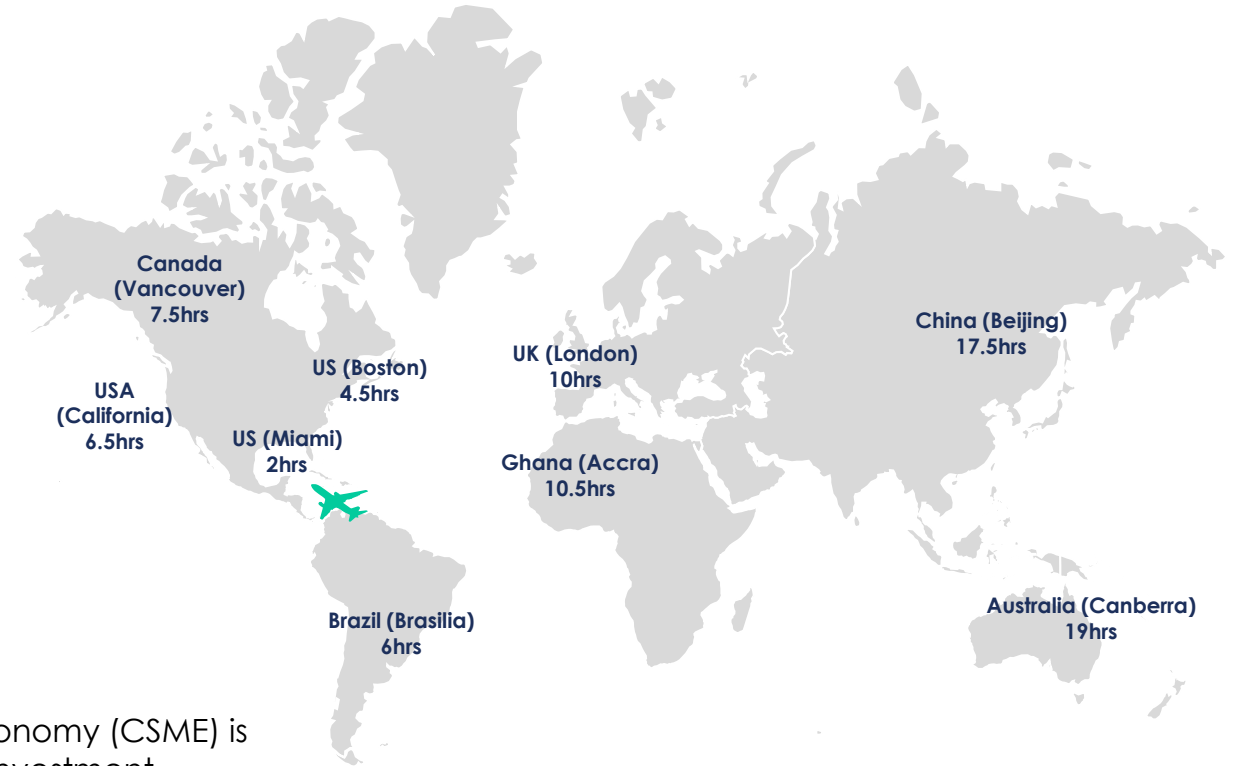 Canada
(Vancouver)
7.5hrs
China (Beijing)
17.5hrs
UK (London)
10hrs
US (Boston)
4.5hrs
USA
(California)
6.5hrs
US (Miami)
2hrs
Ghana (Accra)
10.5hrs
Australia (Canberra)
19hrs
Brazil (Brasilia)
6hrs
onomy (CSME) is